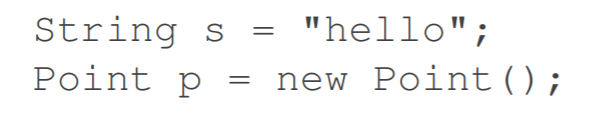 String s = "hello";
Point p = new Point();